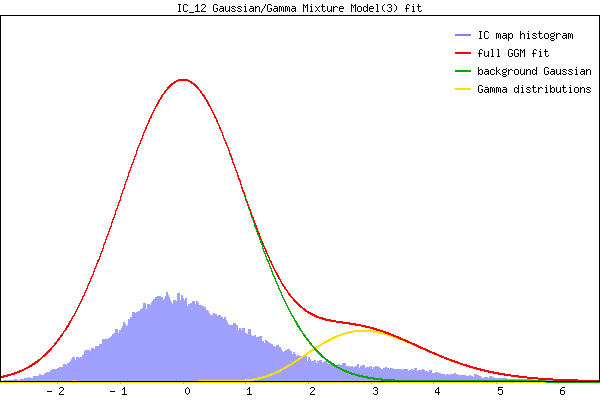 IC_12 Gaussian/Gamma Mixture Model(3) fit
IC map histogram
full GGM fit
background Gaussian
Gamma distributions
-2 -1 0 1 2 3 4 5 6